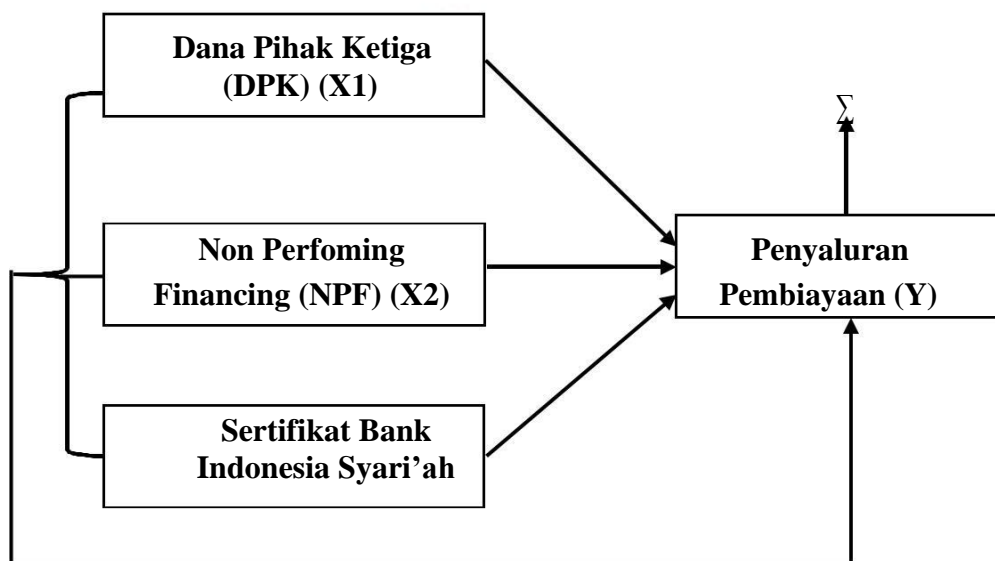 Dana Pihak Ketiga
(DPK) (X1)
∑
Non Perfoming
Financing (NPF) (X2)
Penyaluran
Pembiayaan (Y)
Sertifikat Bank
Indonesia Syari’ah